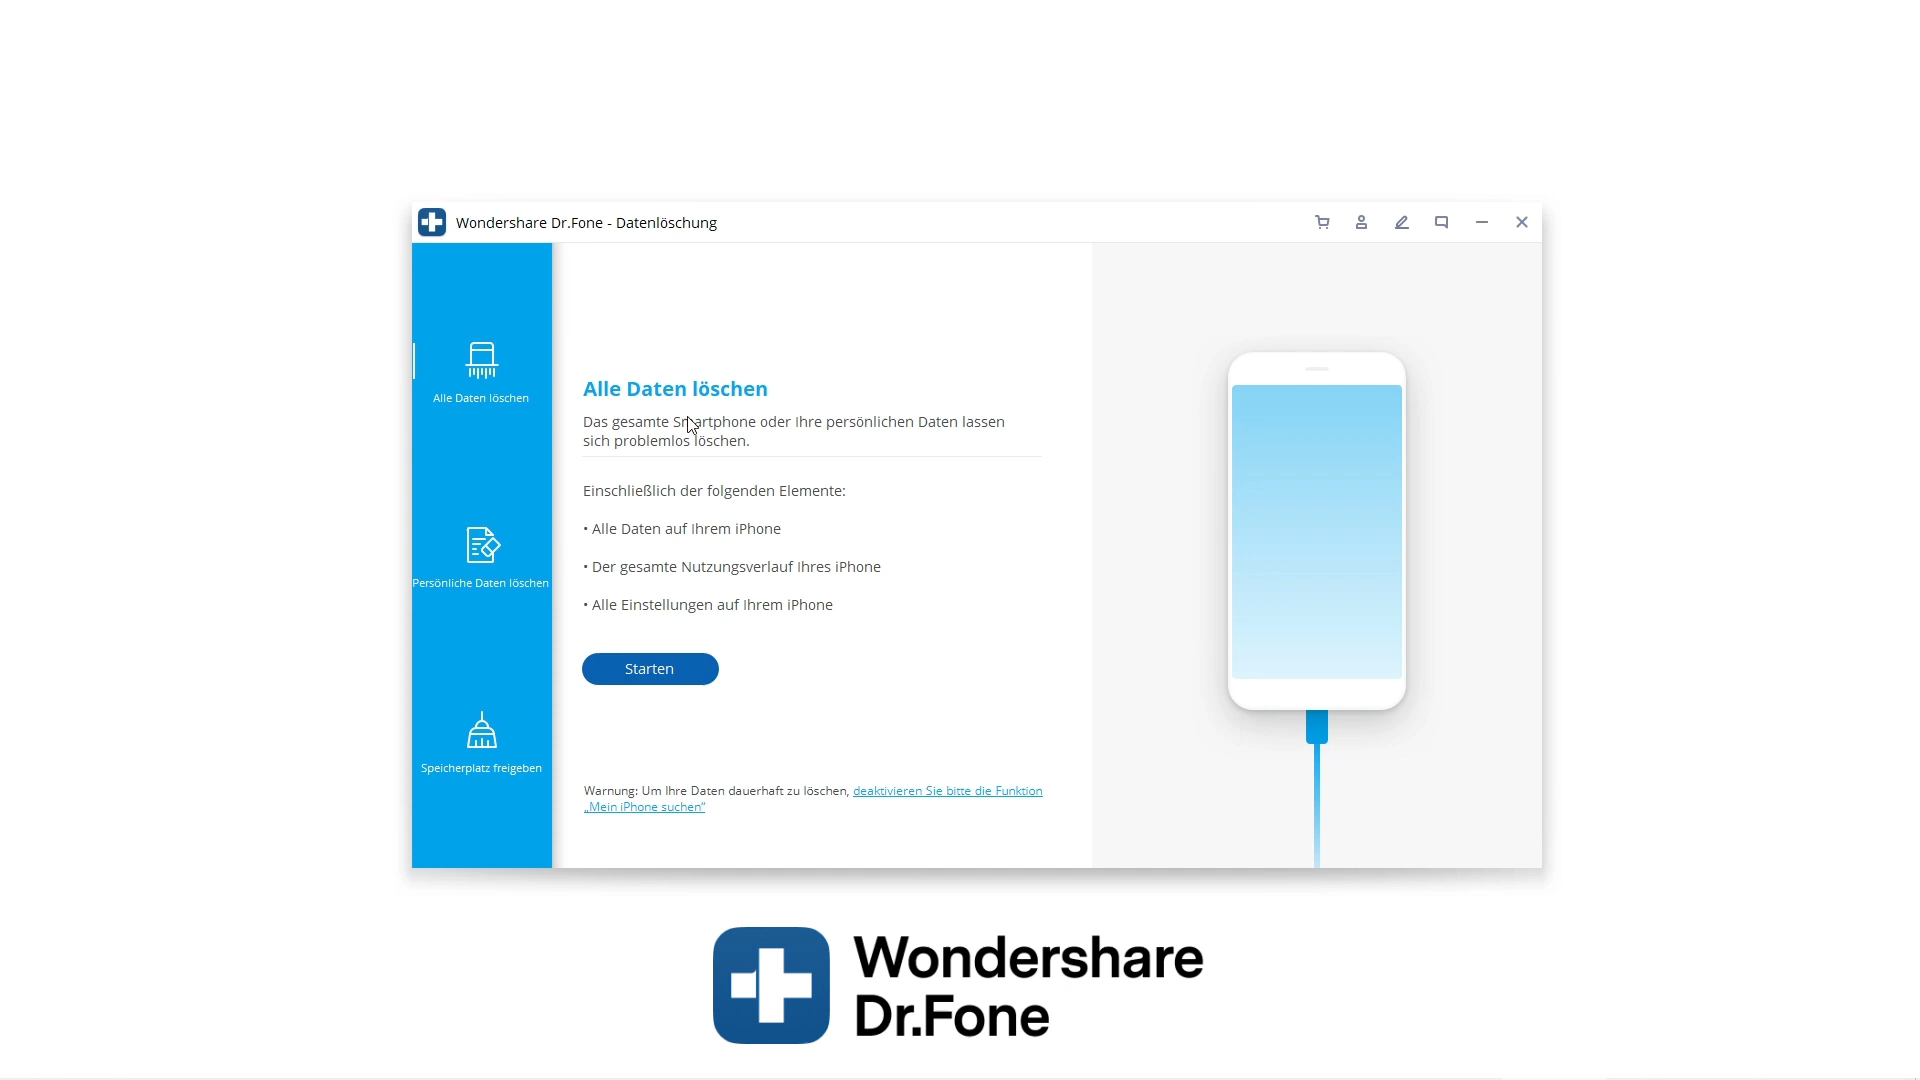 Wondershare Dr.Fone - Datenlöschung
Alle Daten löschen
Persönliche Daten löschen
Speicherplatz freigeben
Alle Daten löschen
Das gesamte Smartphone oder Ihre persönlichen Daten lassen
sich problemlos löschen.
Einschließlich der folgenden Elemente:
• Alle Daten auf Ihrem iPhone
• Der gesamte Nutzungsverlauf Ihres iPhone
• Alle Einstellungen auf Ihrem iPhone
Starten
Warnung: Um Ihre Daten dauerhaft zu löschen, deaktivieren Sie bitte die Funktion
„Mein iPhone suchen“
Wondershare
Dr.Fone